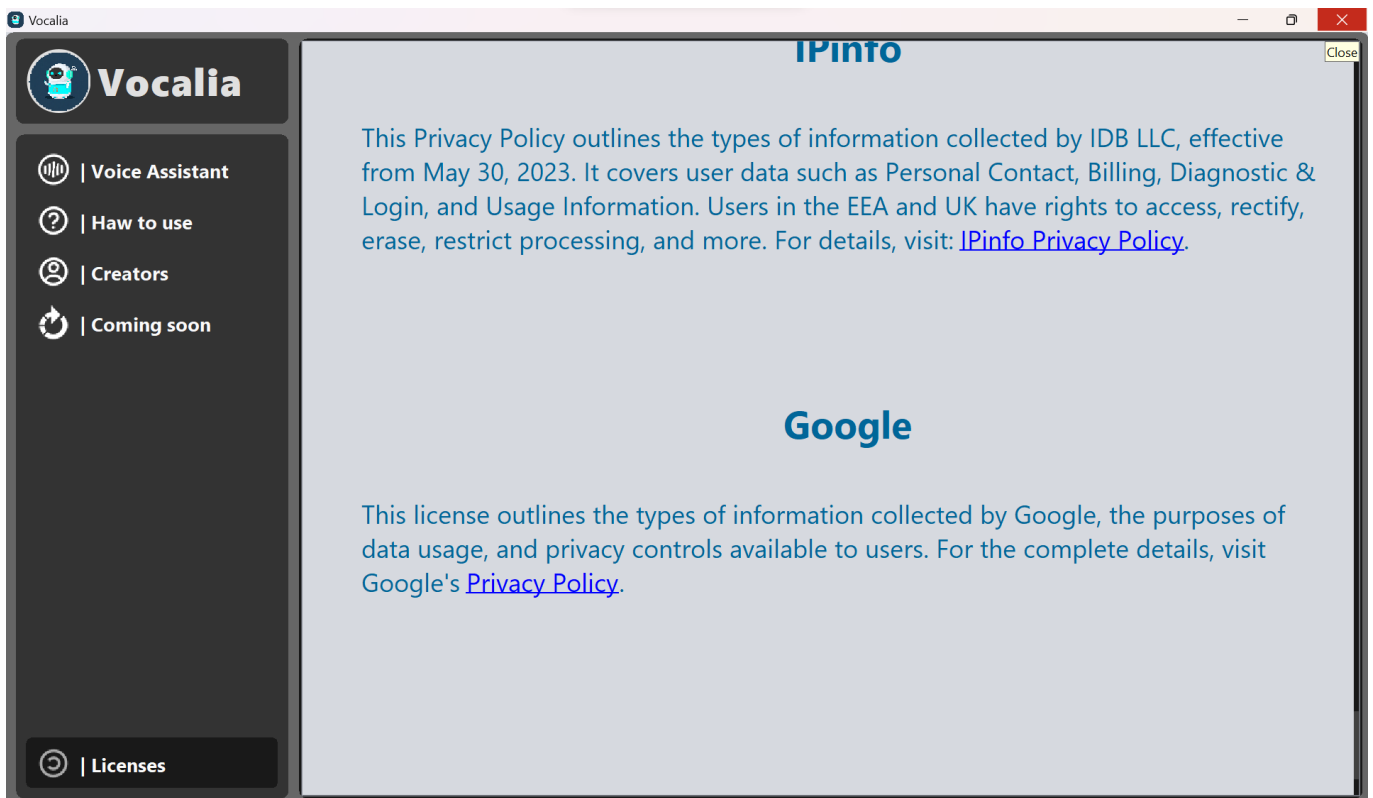 Vocalia
Close
Vocalia
| Voice Assistant
| Haw to use
| Creators
| Coming soon
| Licenses
IPinfo
This Privacy Policy outlines the types of information collected by IDB LLC, effective
from May 30, 2023. It covers user data such as Personal Contact, Billing, Diagnostic &
Login, and Usage Information. Users in the EEA and UK have rights to access, rectify,
erase, restrict processing, and more. For details, visit: IPinfo Privacy Policy.
Google
This license outlines the types of information collected by Google, the purposes of
data usage, and privacy controls available to users. For the complete details, visit
Google's Privacy Policy.